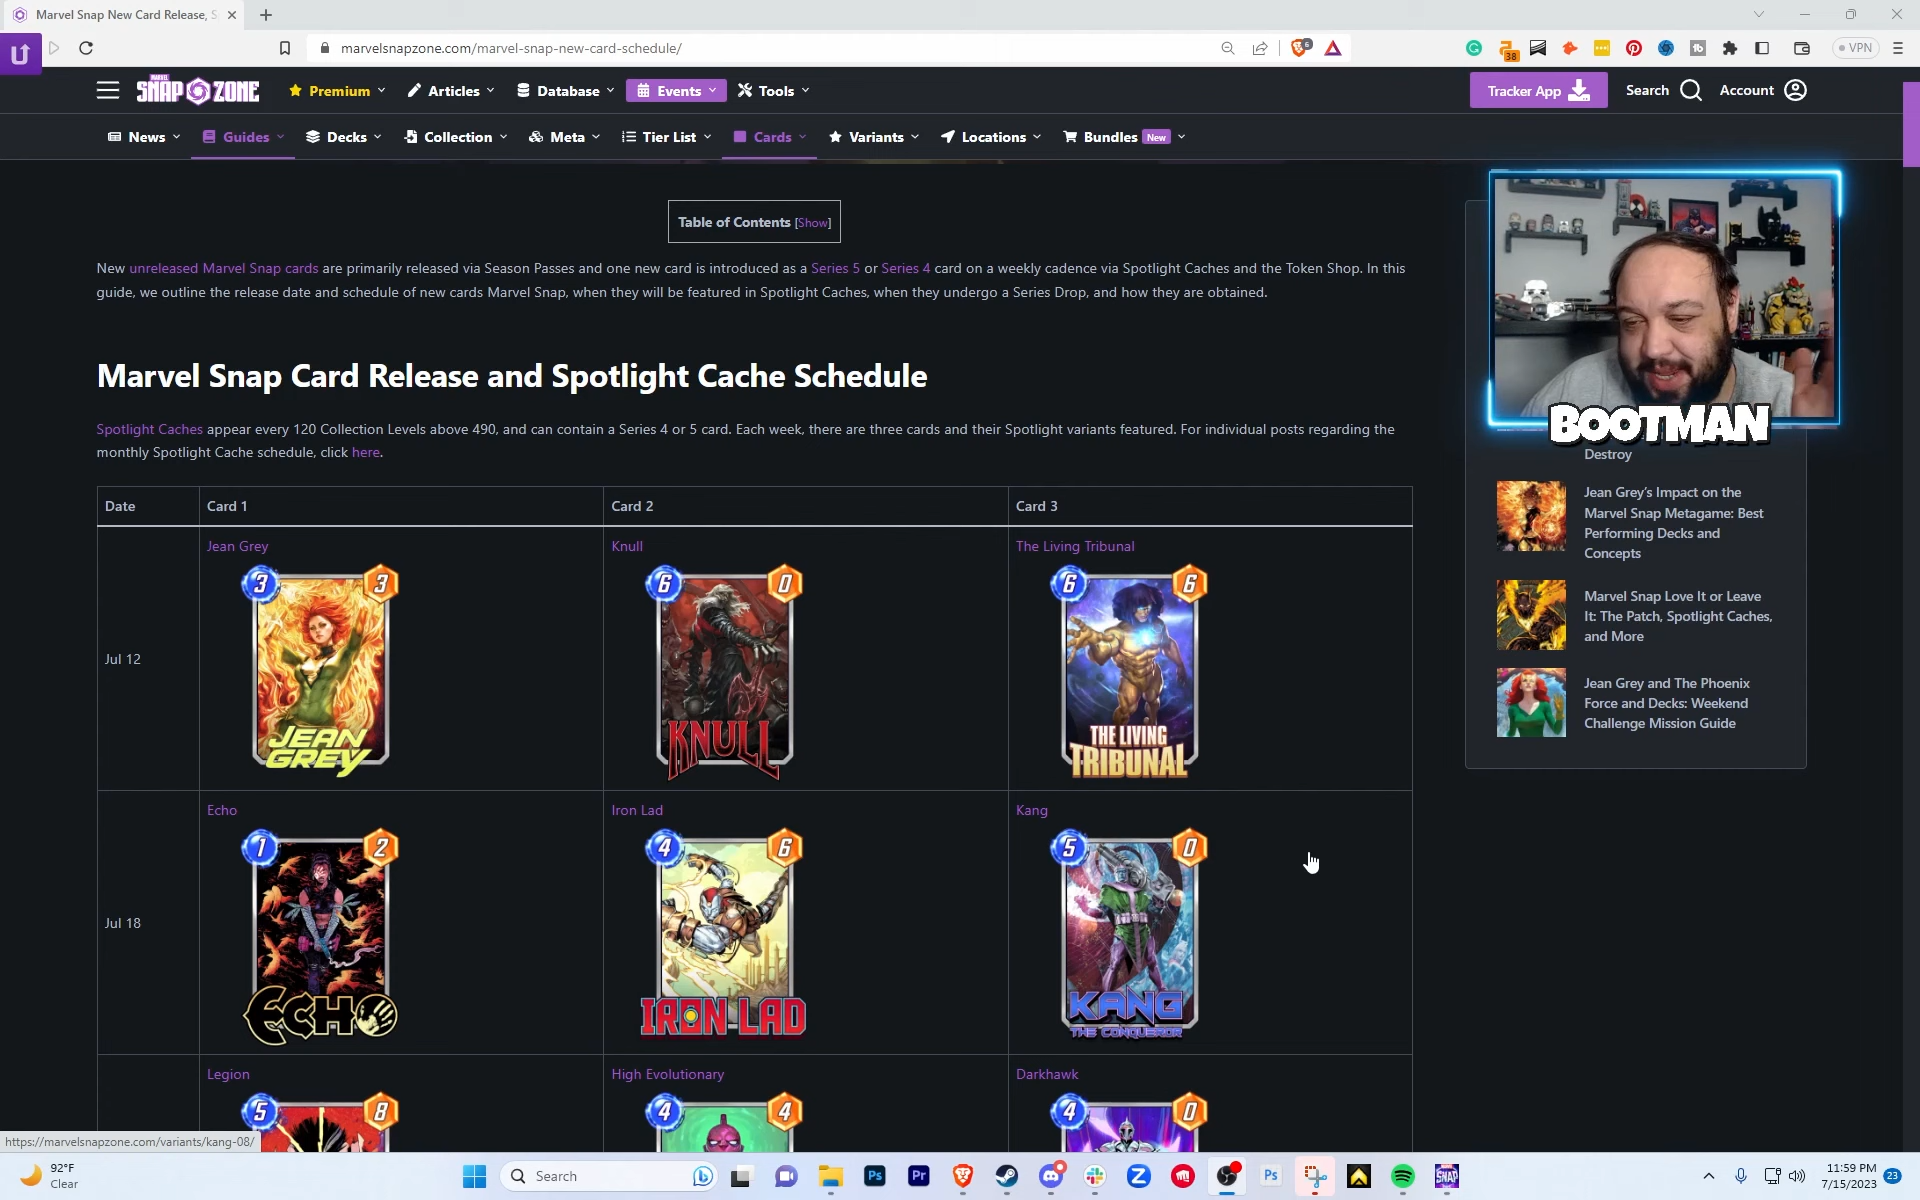 Marvel Snap New Card Release, S
marvelsnapzone.com/marvel-snap-new-card-schedule/
6
38
VPN
MARVEL SNAP ZONE
Premium
Articles
Database
Events
Tools
Tracker App
Search
Account
News
Guides
Decks
Collection
Meta
Tier List
Cards
Variants
Locations
Bundles New
Table of Contents [Show]
New unreleased Marvel Snap cards are primarily released via Season Passes and one new card is introduced as a Series 5 or Series 4 card on a weekly cadence via Spotlight Caches and the Token Shop. In this
guide, we outline the release date and schedule of new cards Marvel Snap, when they will be featured in Spotlight Caches, when they undergo a Series Drop, and how they are obtained.
Marvel Snap Card Release and Spotlight Cache Schedule
Spotlight Caches appear every 120 Collection Levels above 490, and can contain a Series 4 or 5 card. Each week, there are three cards and their Spotlight variants featured. For individual posts regarding the
monthly Spotlight Cache schedule, click here.
BOOTMAN
Destroy
Jean Grey's Impact on the
Marvel Snap Metagame: Best
Performing Decks and
Concepts
Marvel Snap Love It or Leave
It: The Patch, Spotlight Caches,
and More
Jean Grey and The Phoenix
Force and Decks: Weekend
Challenge Mission Guide
Date Card 1 Card 2 Card 3
Jean Grey Knull The Living Tribunal
3 3 6 0 6 6
Jul 12
JEAN GREY
KNULL
THE LIVING TRIBUNAL
Echo Iron Lad Kang
1 2 4 6 5 0
Jul 18
ECHO
IRON LAD
KANG
THE CONQUEROR
Legion High Evolutionary Darkhawk
5 8 4 4 4 0
https://marvelsnapzone.com/variants/kang-08/
92°F
Clear
Search
Ps
Pr
Z
Ps
SNAP
11:59 PM
7/15/2023
23